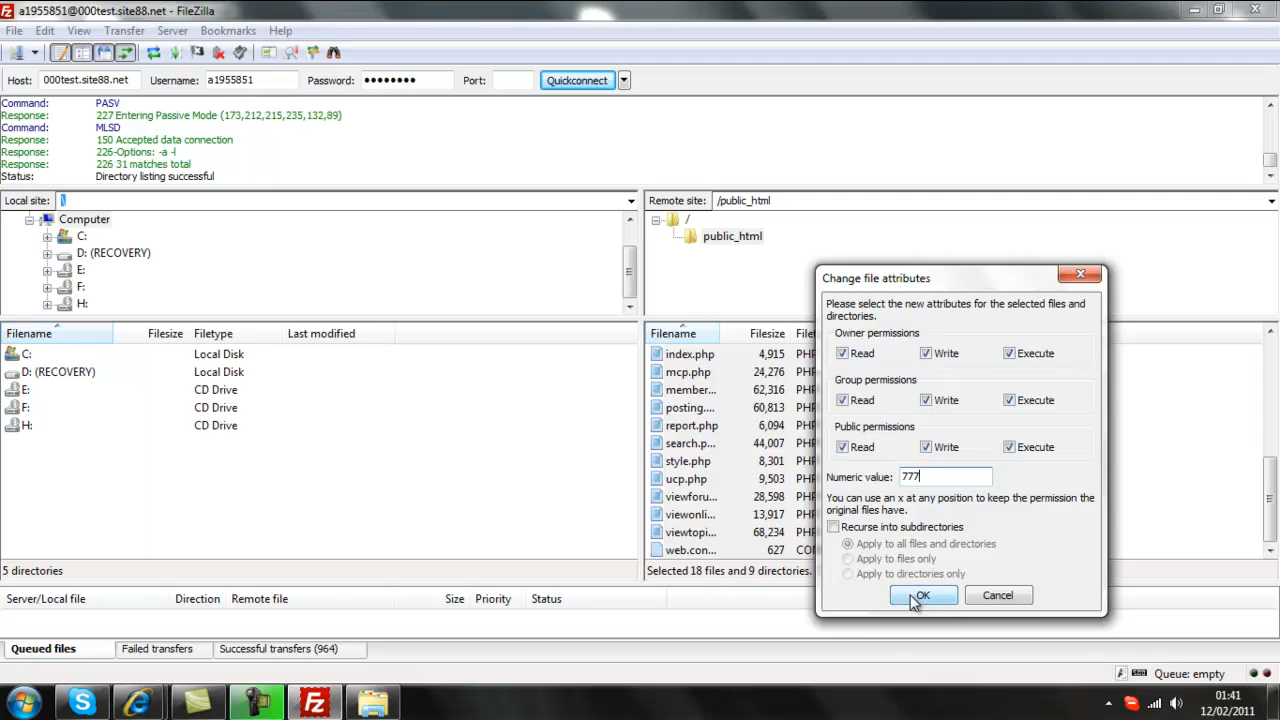 a1955851@000test.site88.net - FileZilla
File Edit View Transfer Server Bookmarks Help
Host: 000test.site88.net Username: a1955851 Password: ●●●●●●●● Port: Quickconnect
Command: PASV
Response: 227 Entering Passive Mode (173,212,215,235,132,89)
Command: MLSD
Response: 150 Accepted data connection
Response: 226-Options: -a -l
Response: 226 31 matches total
Status: Directory listing successful
Local site: \
Computer
C:
D: (RECOVERY)
E:
F:
H:
Filename Filesize Filetype Last modified
C: Local Disk
D: (RECOVERY) Local Disk
E: CD Drive
F: CD Drive
H: CD Drive
5 directories
Remote site: /public_html
/
public_html
Filename Filesize
index.php 4,915 PHP
mcp.php 24,276 PHP
member... 62,316 PHP
posting.... 60,813 PHP
report.php 6,094 PHP
search.p... 44,007 PHP
style.php 8,301 PHP
ucp.php 9,503 PHP
viewforu... 28,598 PHP
viewonli... 13,917 PHP
viewtopi... 68,234 PHP
web.con... 627
Selected 18 files and 9 directories.
Change file attributes
Please select the new attributes for the selected files and
directories.
Owner permissions
Read Write Execute
Group permissions
Read Write Execute
Public permissions
Read Write Execute
Numeric value: 777
You can use an x at any position to keep the permission the
original files have.
Recurse into subdirectories
Apply to all files and directories
Apply to files only
Apply to directories only
OK Cancel
Server/Local file Direction Remote file Size Priority Status
Queued files Failed transfers Successful transfers (964)
Queue: empty
01:41
12/02/2011